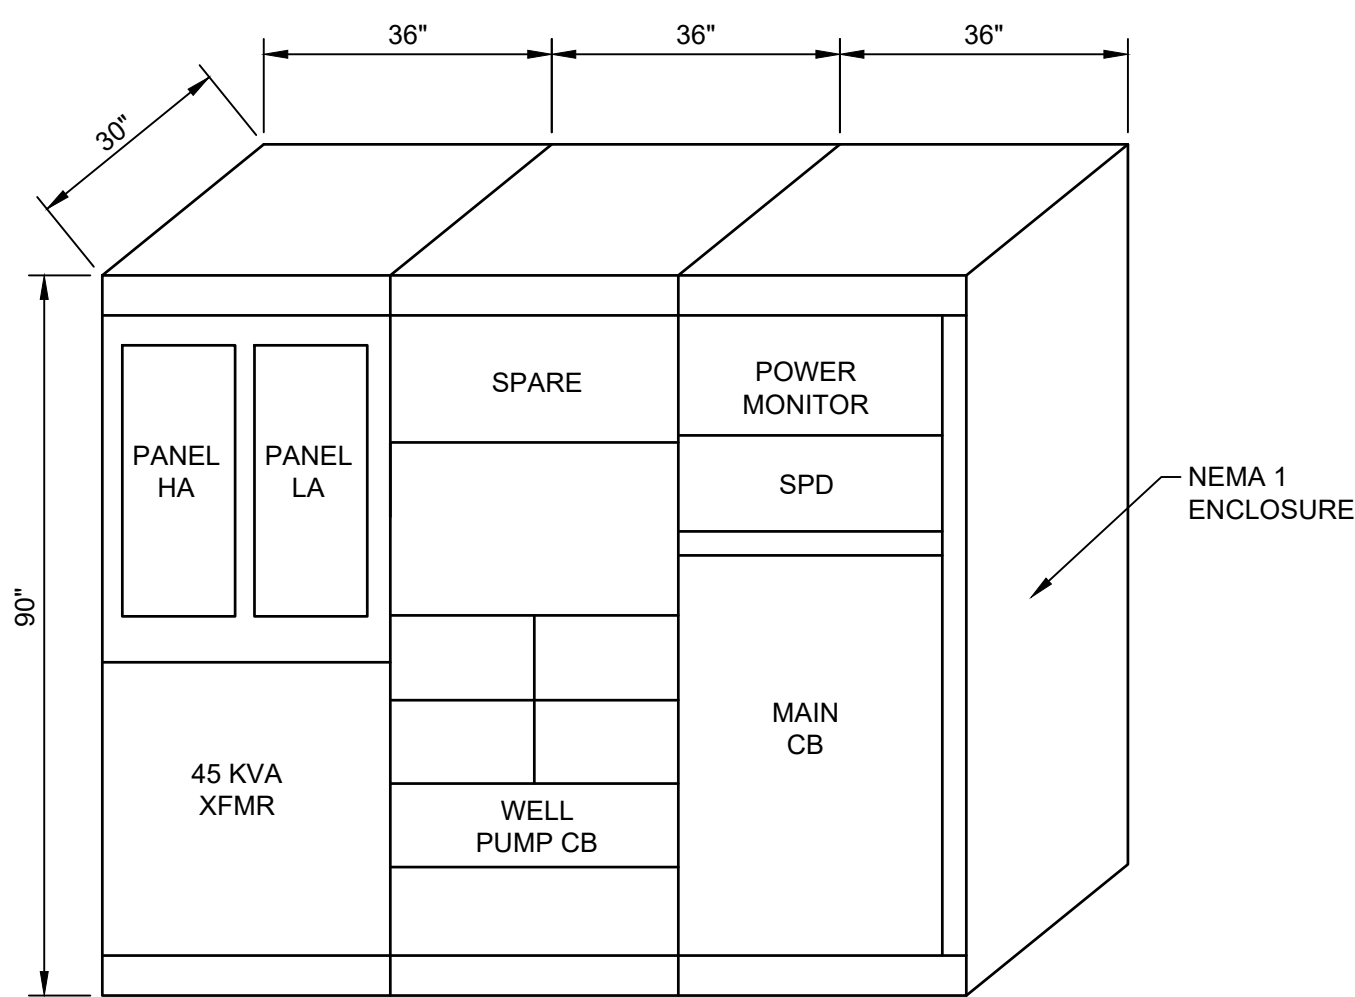 36"
36"
36"
30"
90"
PANEL
HA
PANEL
LA
45 KVA
XFMR
SPARE
WELL
PUMP CB
POWER
MONITOR
SPD
MAIN
CB
NEMA 1
ENCLOSURE